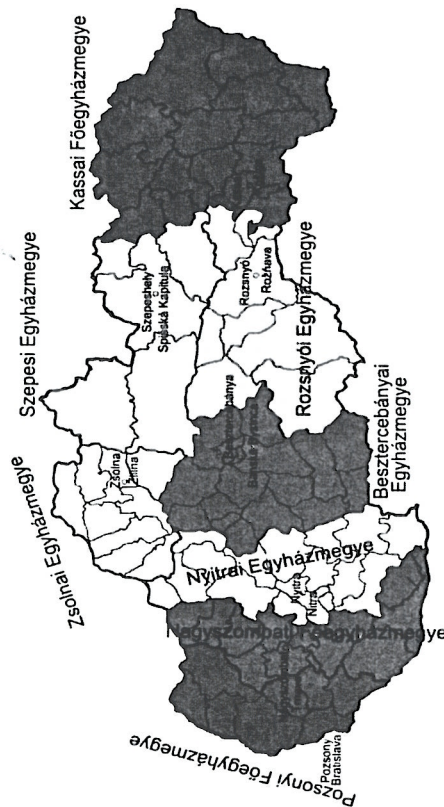 Kassai Főegyházmegye
Szepesi Egyházmegye
Szepeshely
Spišská Kapitula
Rozsnyó
Rožňava
Rozsnyói Egyházmegye
Zsolnai Egyházmegye
Zsolna
Žilina
Besztercebányai
Egyházmegye
Nyitrai Egyházmegye
Nyitra
Nitra
Nagyszombati Főegyházmegye
Pozsonyi Főegyházmegye
Pozsony
Bratislava